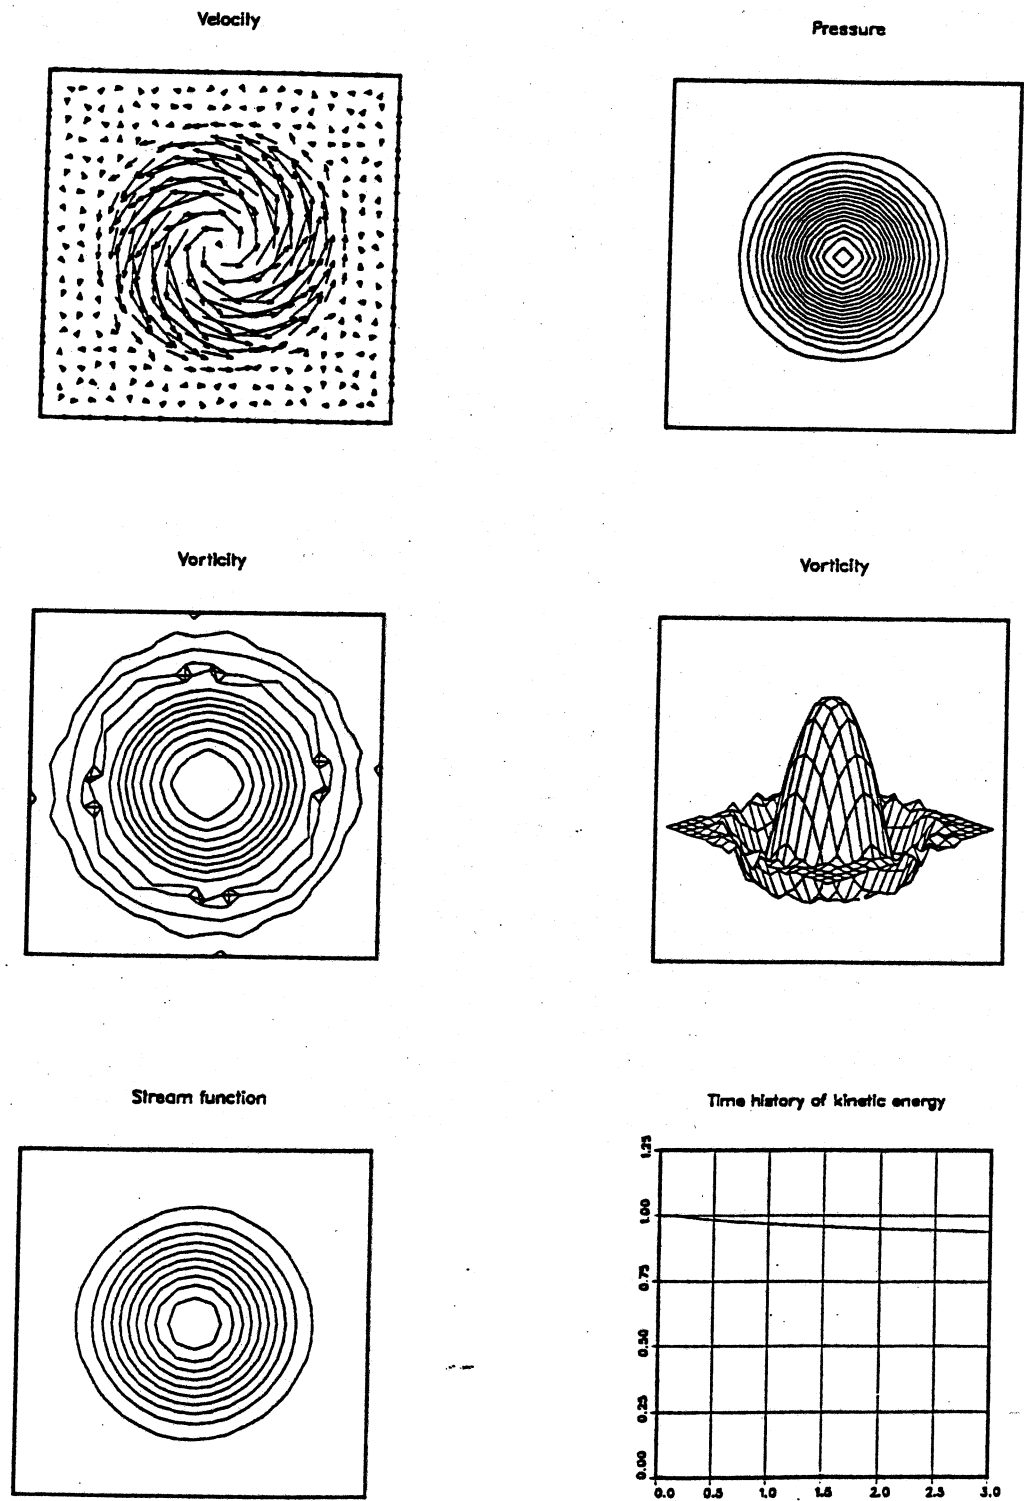 Velocity
Pressure
Vorticity
Vorticity
Stream function
Time history of kinetic energy
1.25
1.00
0.75
0.50
0.25
0.00
0.0 0.5 1.0 1.5 2.0 2.5 3.0